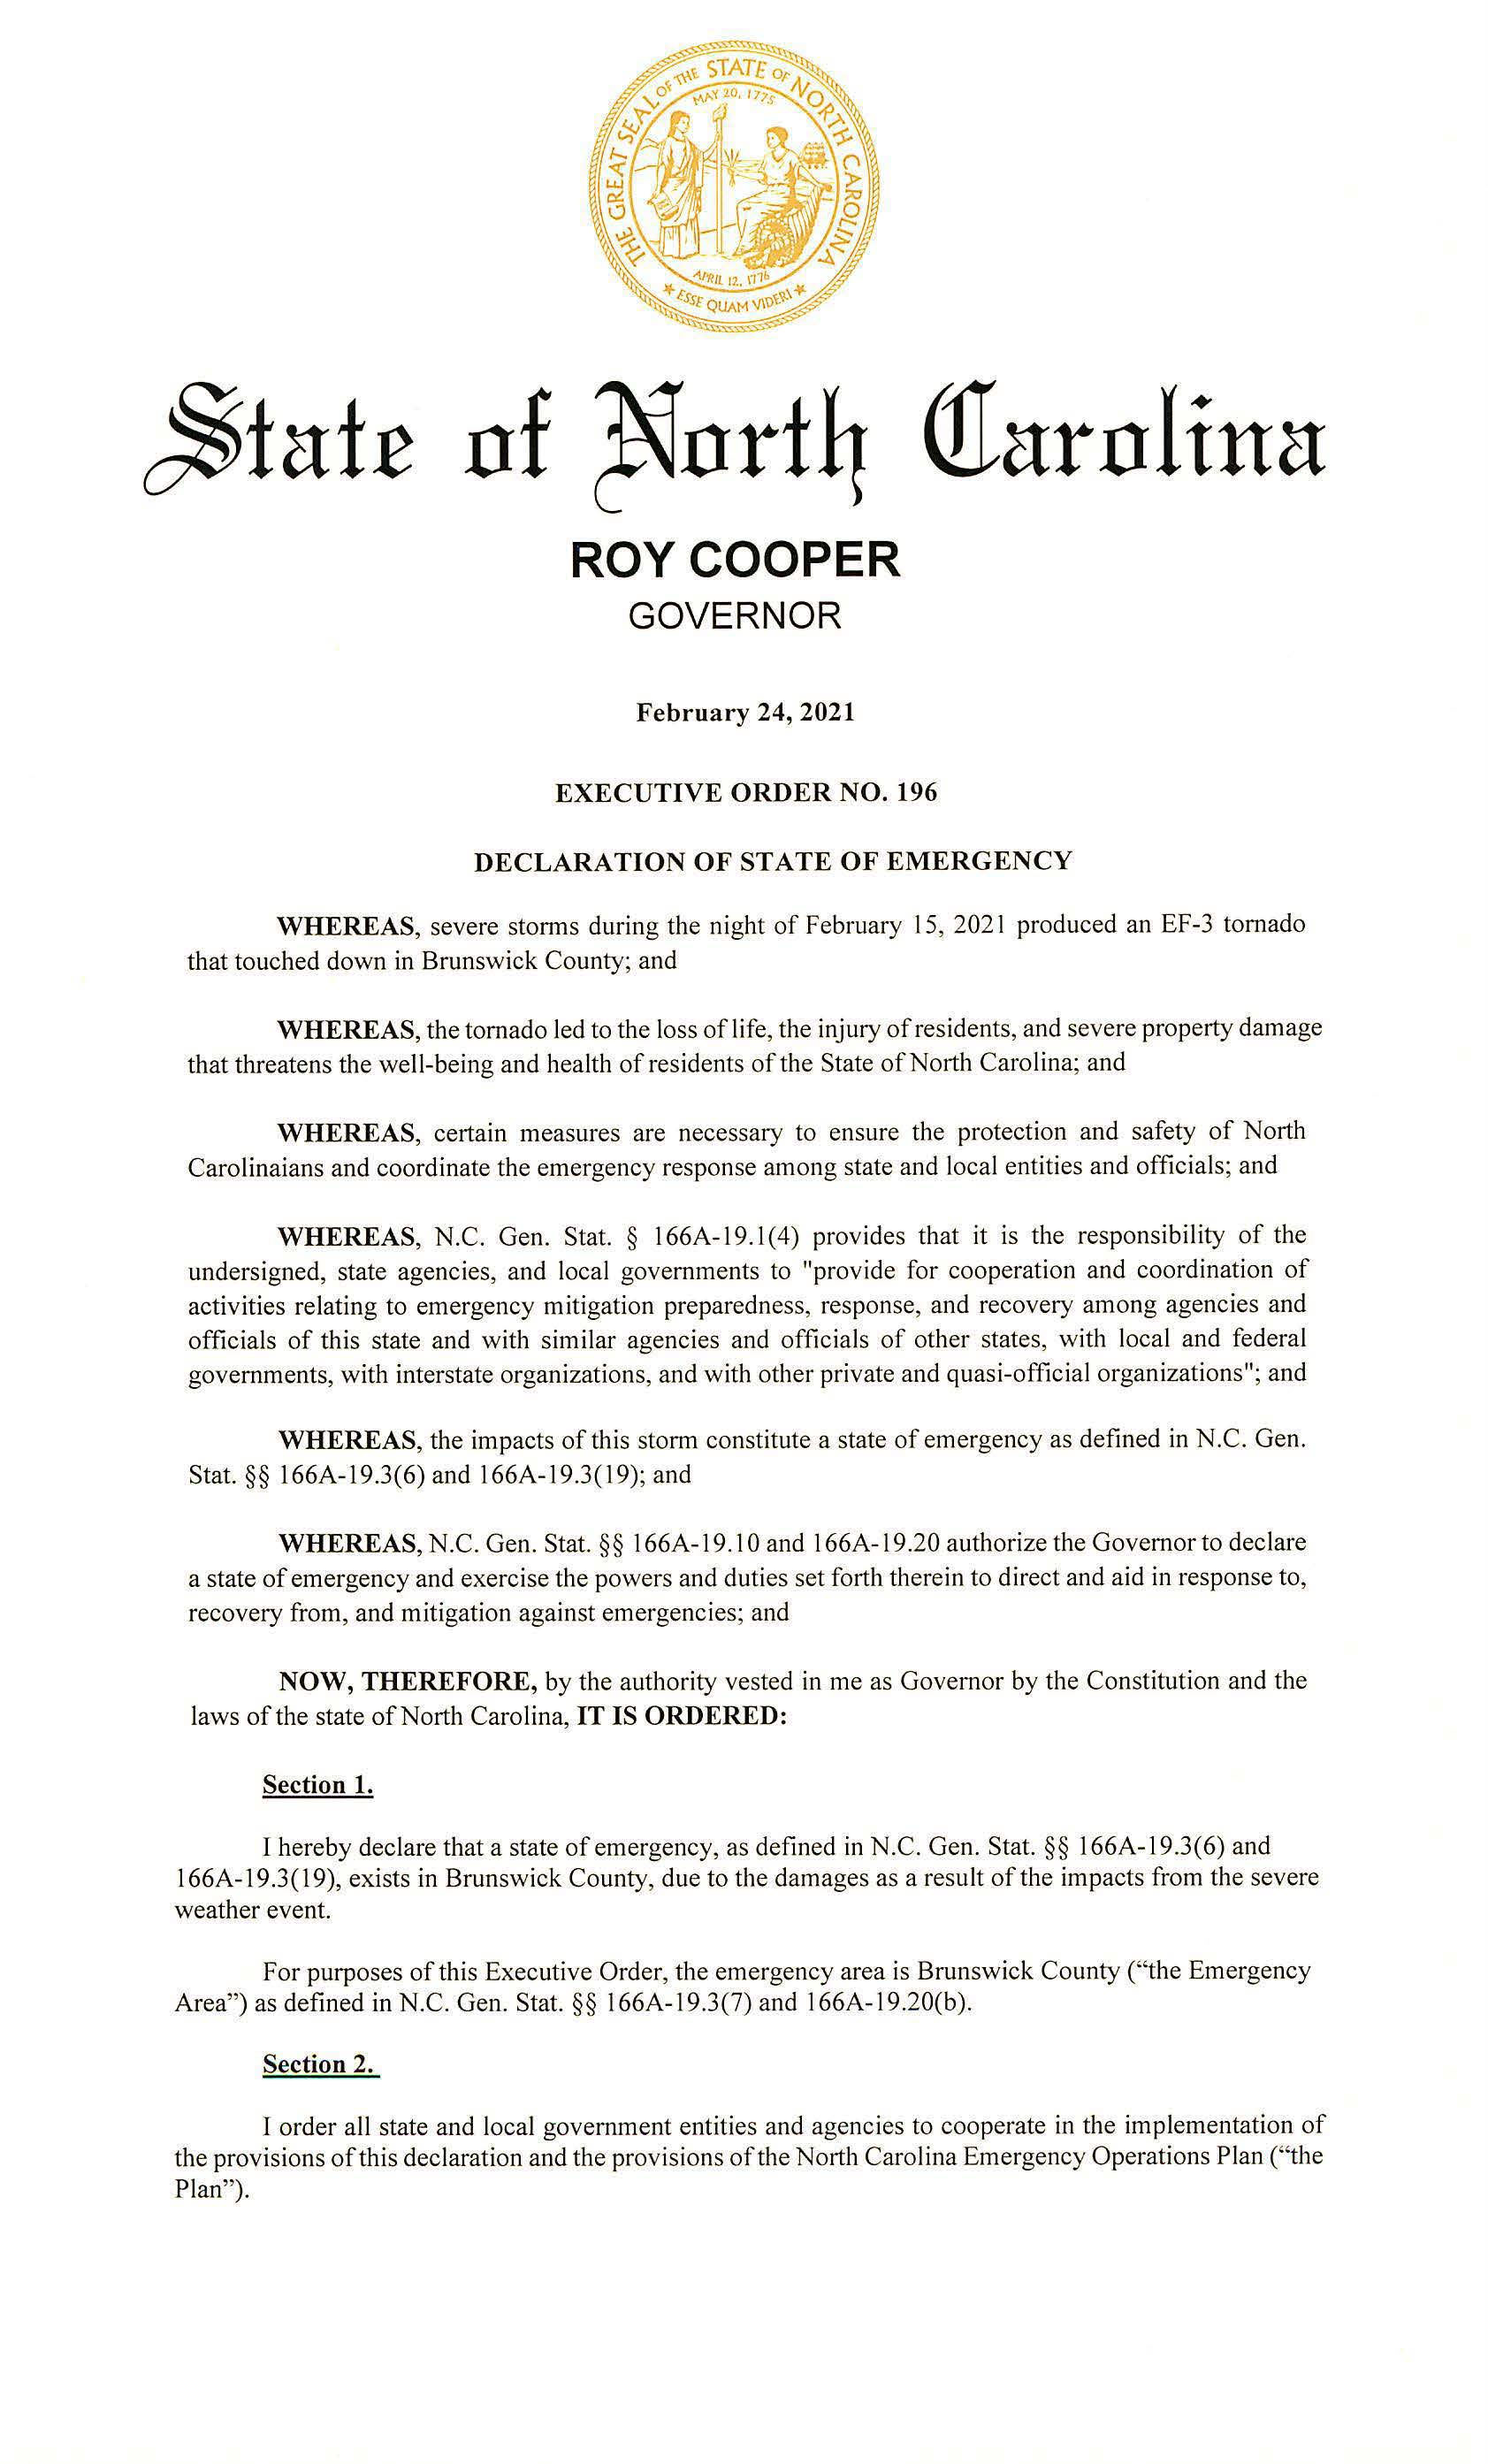 THE GREAT SEAL OF THE STATE OF NORTH CAROLINA
MAY 20, 1775
APRIL 12, 1776
★ ESSE QUAM VIDERI ★
State of North Carolina
ROY COOPER
GOVERNOR
February 24, 2021
EXECUTIVE ORDER NO. 196
DECLARATION OF STATE OF EMERGENCY
WHEREAS, severe storms during the night of February 15, 2021 produced an EF-3 tornado
that touched down in Brunswick County; and
WHEREAS, the tornado led to the loss of life, the injury of residents, and severe property damage
that threatens the well-being and health of residents of the State of North Carolina; and
WHEREAS, certain measures are necessary to ensure the protection and safety of North
Carolinaians and coordinate the emergency response among state and local entities and officials; and
WHEREAS, N.C. Gen. Stat. § 166A-19.1(4) provides that it is the responsibility of the
undersigned, state agencies, and local governments to "provide for cooperation and coordination of
activities relating to emergency mitigation preparedness, response, and recovery among agencies and
officials of this state and with similar agencies and officials of other states, with local and federal
governments, with interstate organizations, and with other private and quasi-official organizations"; and
WHEREAS, the impacts of this storm constitute a state of emergency as defined in N.C. Gen.
Stat. §§ 166A-19.3(6) and 166A-19.3(19); and
WHEREAS, N.C. Gen. Stat. §§ 166A-19.10 and 166A-19.20 authorize the Governor to declare
a state of emergency and exercise the powers and duties set forth therein to direct and aid in response to,
recovery from, and mitigation against emergencies; and
NOW, THEREFORE, by the authority vested in me as Governor by the Constitution and the
laws of the state of North Carolina, IT IS ORDERED:
Section 1.
I hereby declare that a state of emergency, as defined in N.C. Gen. Stat. §§ 166A-19.3(6) and
166A-19.3(19), exists in Brunswick County, due to the damages as a result of the impacts from the severe
weather event.
For purposes of this Executive Order, the emergency area is Brunswick County (“the Emergency
Area”) as defined in N.C. Gen. Stat. §§ 166A-19.3(7) and 166A-19.20(b).
Section 2.
I order all state and local government entities and agencies to cooperate in the implementation of
the provisions of this declaration and the provisions of the North Carolina Emergency Operations Plan (“the
Plan”).